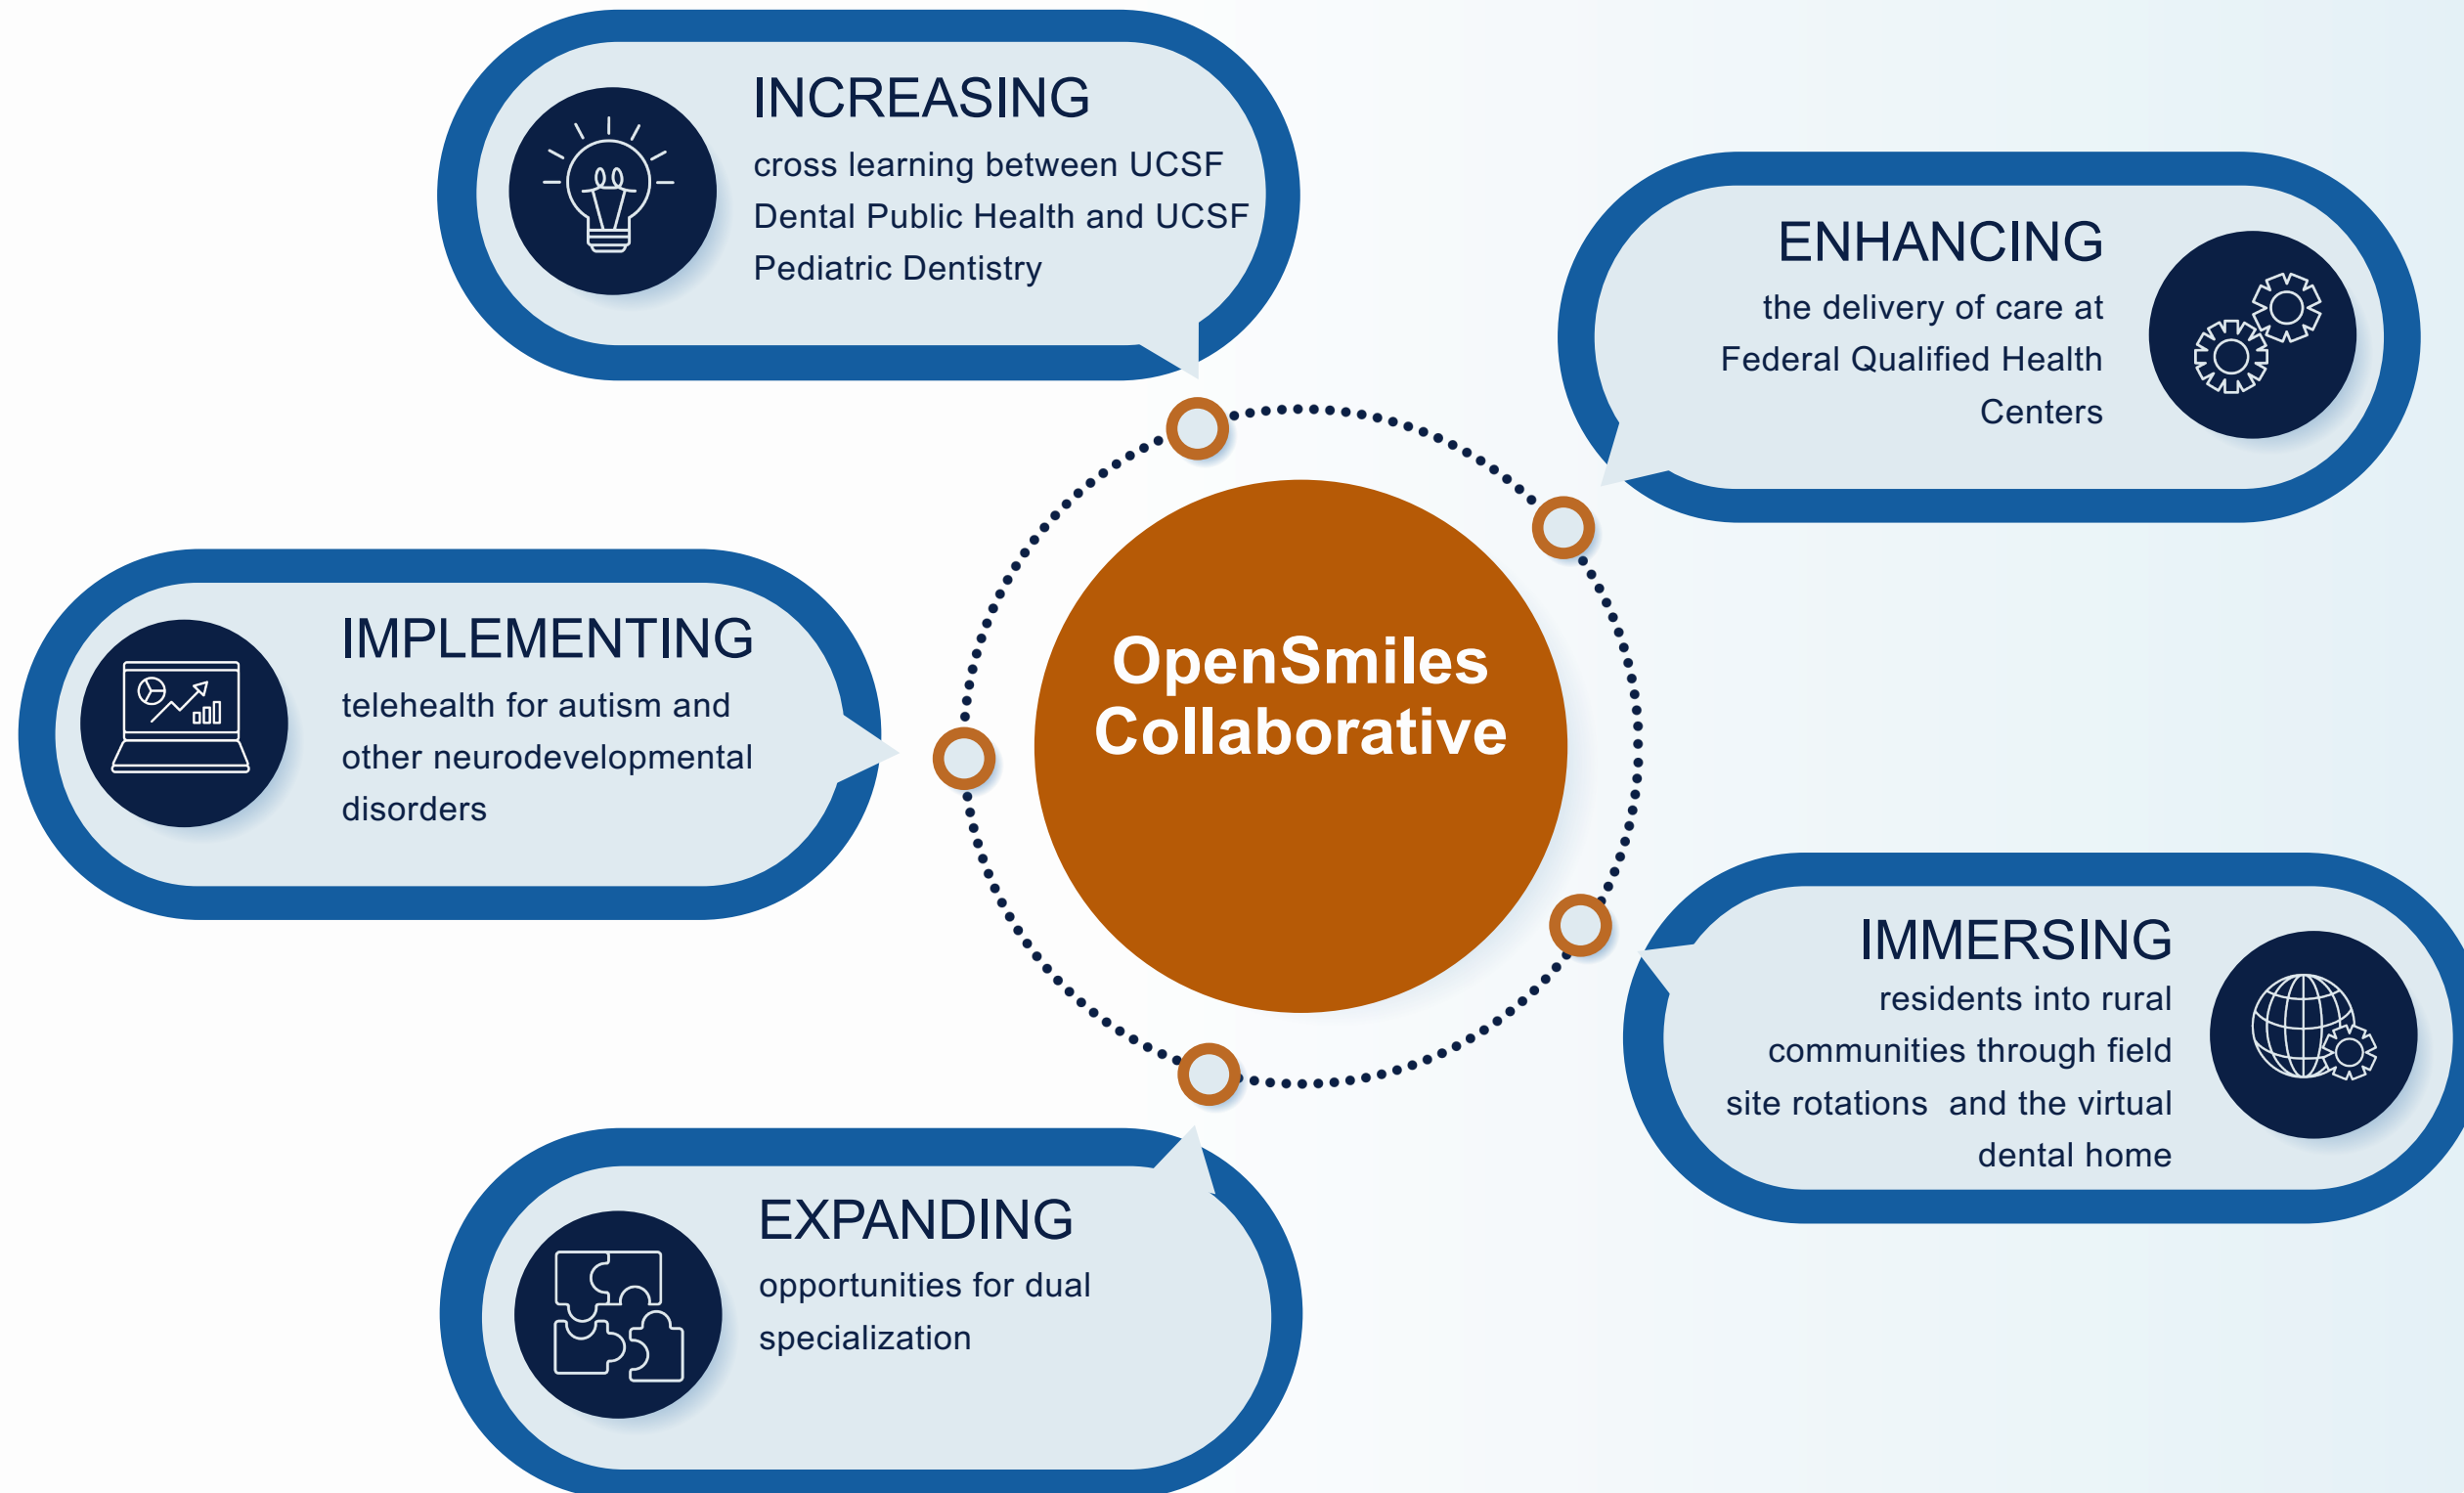 INCREASING
cross learning between UCSF
Dental Public Health and UCSF
Pediatric Dentistry
ENHANCING
the delivery of care at
Federal Qualified Health
Centers
OpenSmiles
Collaborative
IMPLEMENTING
telehealth for autism and
other neurodevelopmental
disorders
IMMERSING
residents into rural
communities through field
site rotations  and the virtual
dental home
EXPANDING
opportunities for dual
specialization